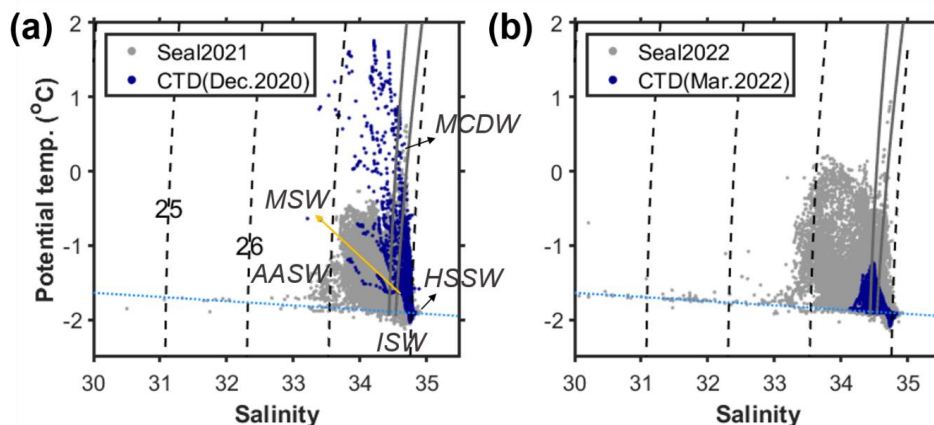 (a)
Seal2021
CTD(Dec.2020)
MCDW
MSW
25
26
AASW
HSSW
ISW
Potential temp. (°C)
2
1
0
-1
-2
30 31 32 33 34 35
Salinity
(b)
Seal2022
CTD(Mar.2022)
2
1
0
-1
-2
30 31 32 33 34 35
Salinity